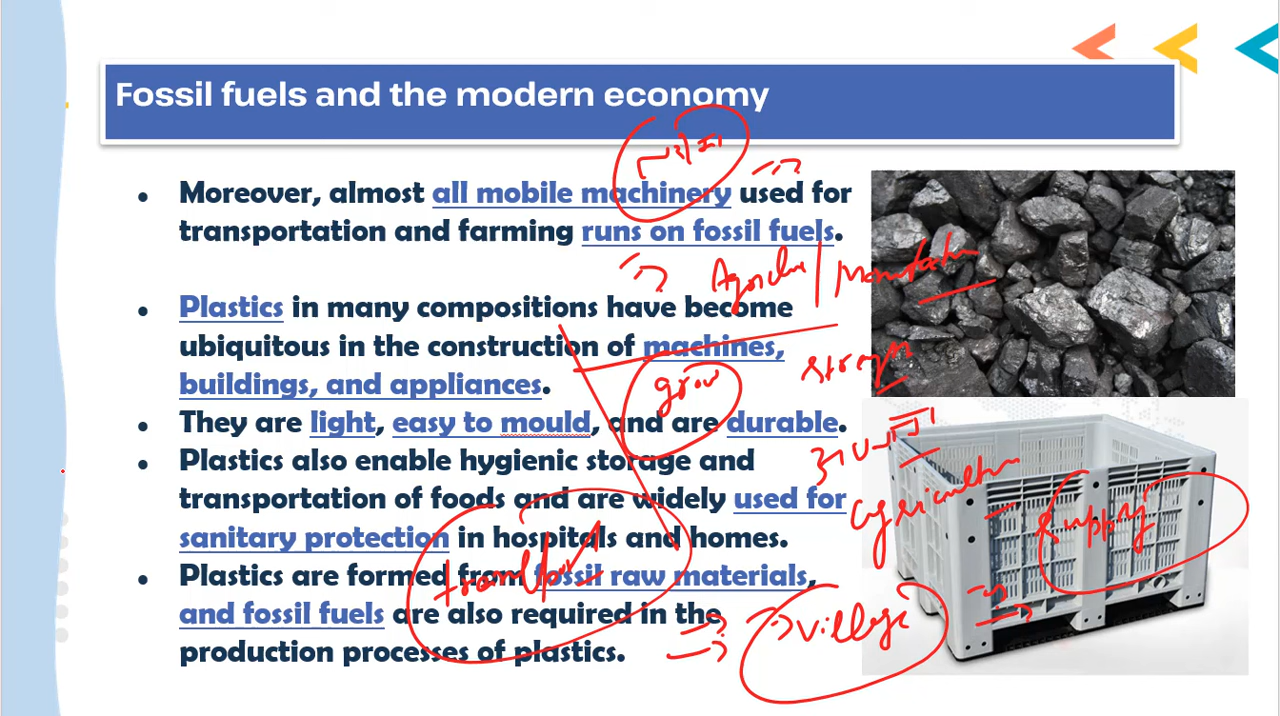 Fossil fuels and the modern economy
• Moreover, almost all mobile machinery used for
transportation and farming runs on fossil fuels.
• Plastics in many compositions have become
ubiquitous in the construction of machines,
buildings, and appliances.
• They are light, easy to mould, and are durable.
• Plastics also enable hygienic storage and
transportation of foods and are widely used for
sanitary protection in hospitals and homes.
• Plastics are formed from fossil raw materials,
and fossil fuels are also required in the
production processes of plastics.
grow
agriculture
supply
transport
village